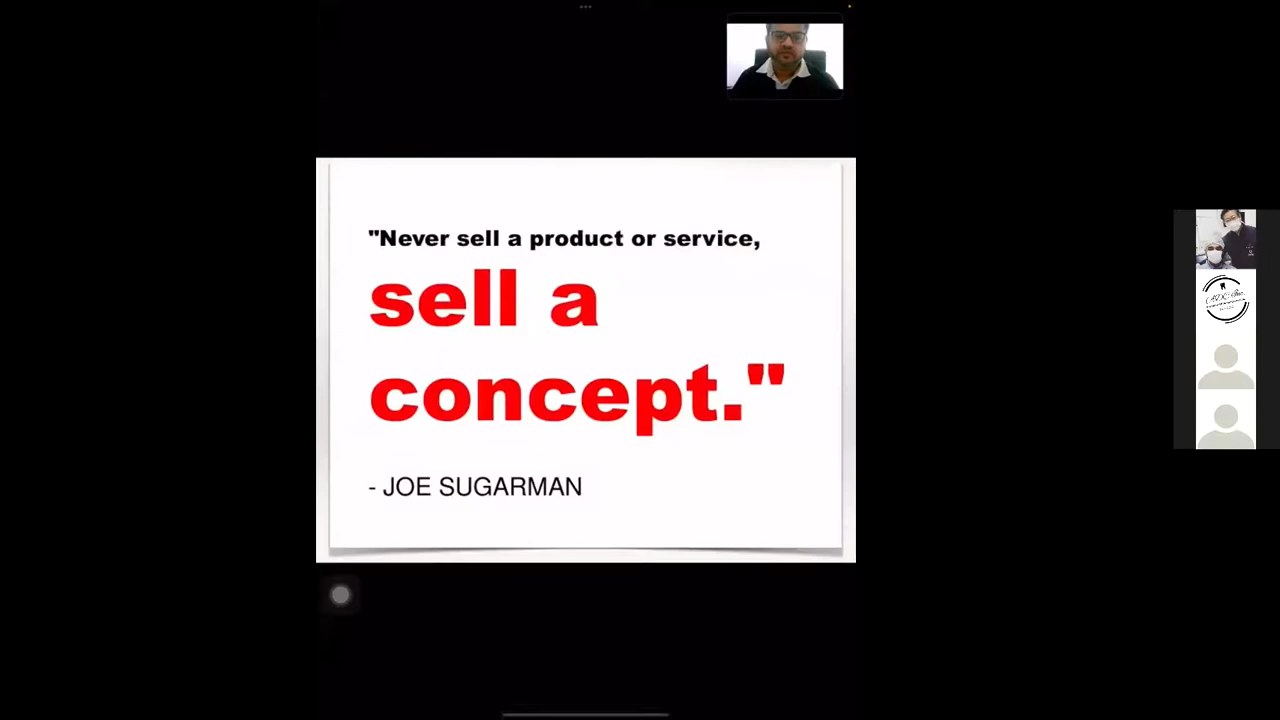 "Never sell a product or service,
sell a
concept."
- JOE SUGARMAN